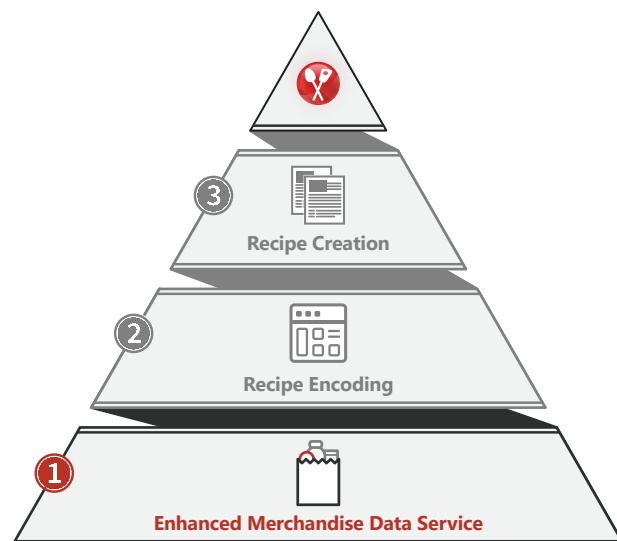 3
Recipe Creation
2
Recipe Encoding
1
Enhanced Merchandise Data Service